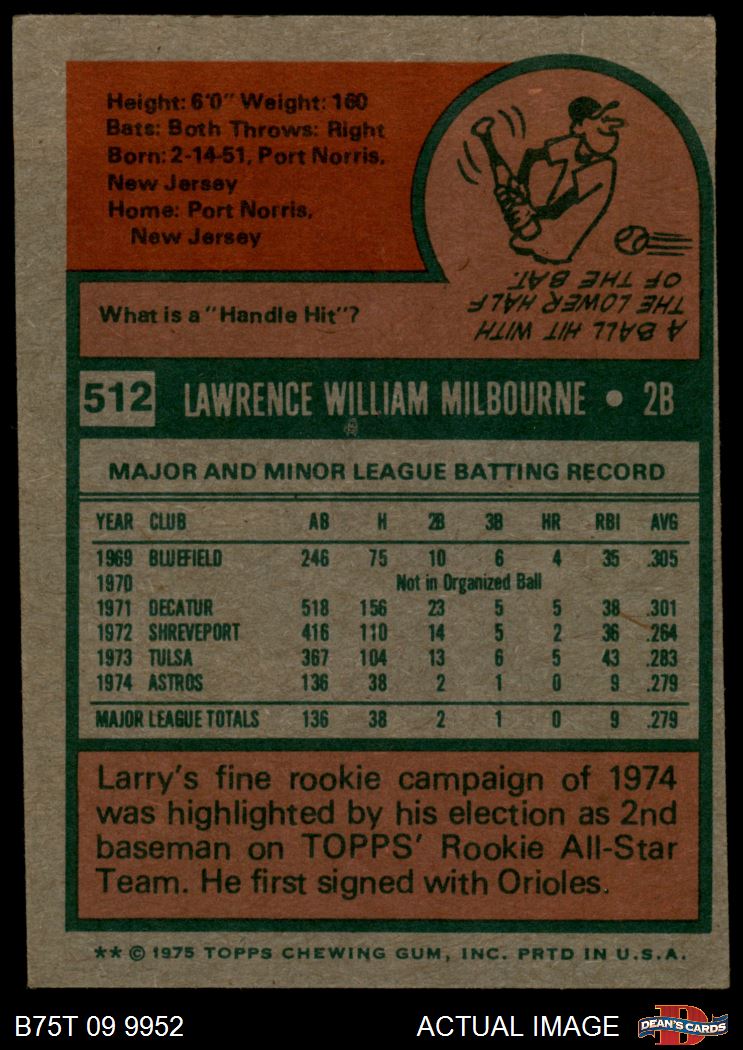 Height: 6'0" Weight: 160
Bats: Both Throws: Right
Born: 2-14-51, Port Norris,
New Jersey
Home: Port Norris,
New Jersey
What is a "Handle Hit"?
A BALL HIT WITH
THE LOWER HALF
OF THE BAT.
512 LAWRENCE WILLIAM MILBOURNE • 2B
MAJOR AND MINOR LEAGUE BATTING RECORD
YEAR CLUB AB H 2B 3B HR RBI AVG
1969 BLUEFIELD 246 75 10 6 4 35 .305
1970 Not in Organized Ball
1971 DECATUR 518 156 23 5 5 38 .301
1972 SHREVEPORT 416 110 14 5 2 36 .264
1973 TULSA 367 104 13 6 5 43 .283
1974 ASTROS 136 38 2 1 0 9 .279
MAJOR LEAGUE TOTALS 136 38 2 1 0 9 .279
Larry's fine rookie campaign of 1974
was highlighted by his election as 2nd
baseman on TOPPS' Rookie All-Star
Team. He first signed with Orioles.
** © 1975 TOPPS CHEWING GUM, INC. PRTD IN U.S.A.
B75T 09 9952 ACTUAL IMAGE D DEAN'S CARDS